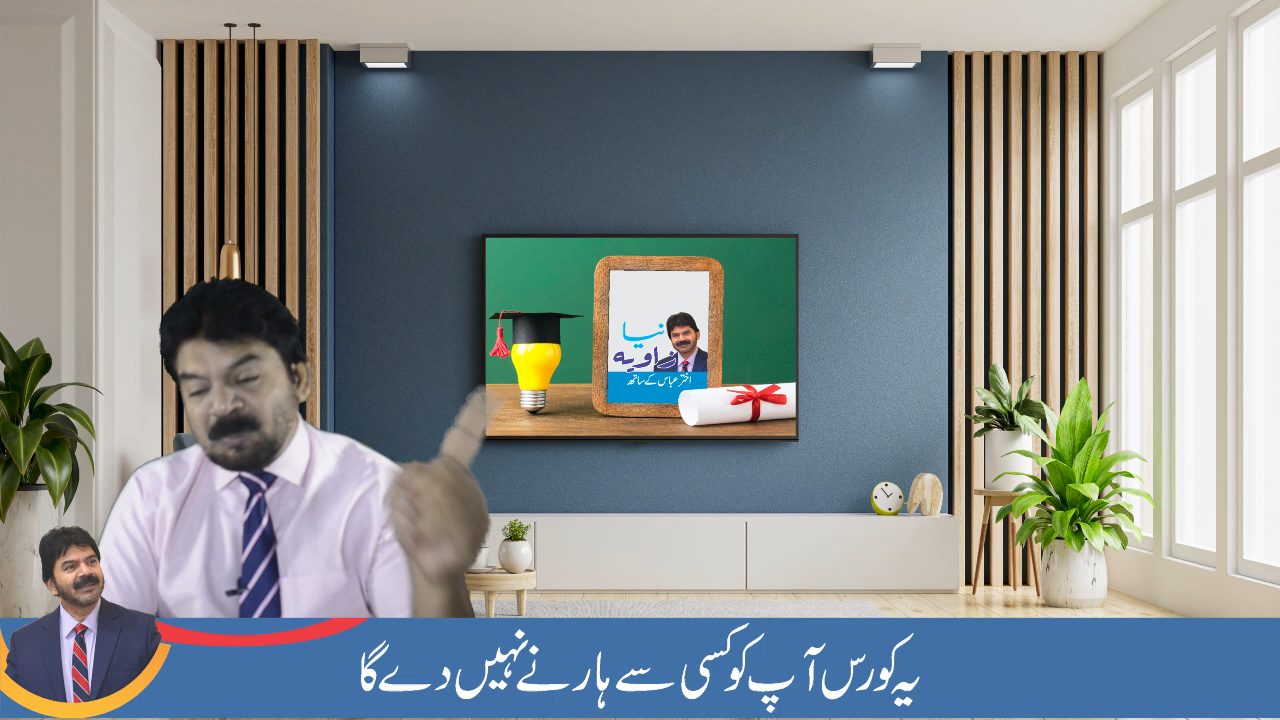 نیا
زاویہ
اختر عباس کے ساتھ
یہ کورس آپ کو کسی سے ہارنے نہیں دے گا